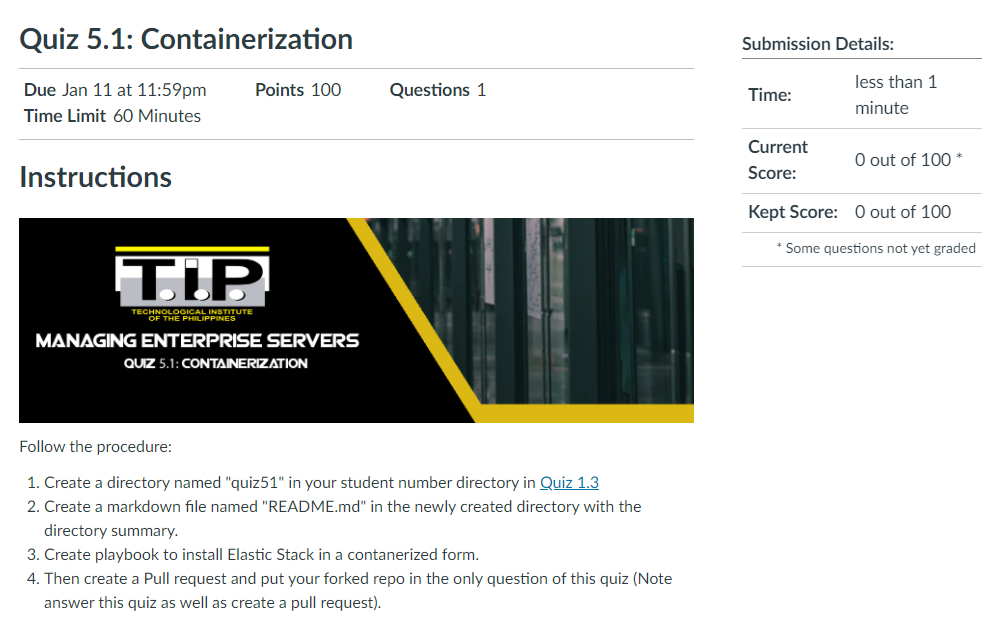 Quiz 5.1: Containerization
Due Jan 11 at 11:59pm Points 100 Questions 1
Time Limit 60 Minutes
Instructions
T.I.P
TECHNOLOGICAL INSTITUTE
OF THE PHILIPPINES
MANAGING ENTERPRISE SERVERS
QUIZ 5.1: CONTAINERIZATION
Follow the procedure:
1. Create a directory named "quiz51" in your student number directory in Quiz 1.3
2. Create a markdown file named "README.md" in the newly created directory with the
directory summary.
3. Create playbook to install Elastic Stack in a contanerized form.
4. Then create a Pull request and put your forked repo in the only question of this quiz (Note
answer this quiz as well as create a pull request).
Submission Details:
Time: less than 1
minute
Current
Score: 0 out of 100 *
Kept Score: 0 out of 100
* Some questions not yet graded